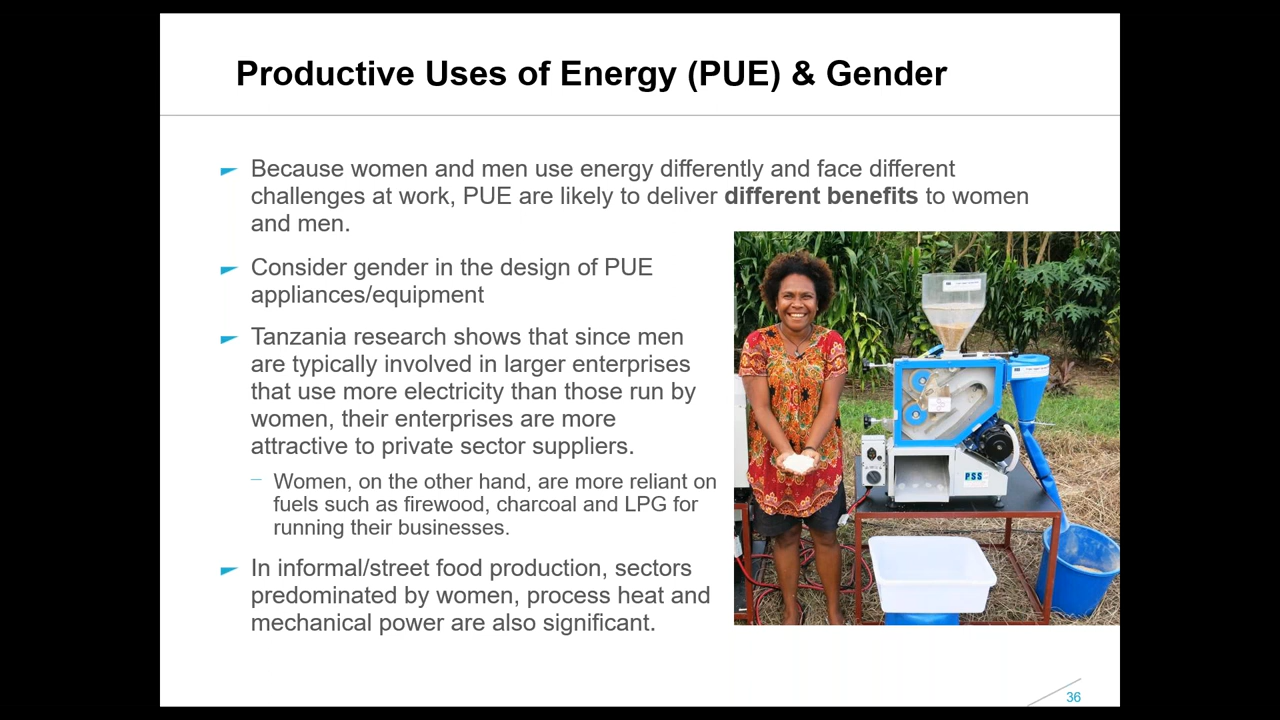 Productive Uses of Energy (PUE) & Gender
Because women and men use energy differently and face different
challenges at work, PUE are likely to deliver different benefits to women
and men.
Consider gender in the design of PUE
appliances/equipment
Tanzania research shows that since men
are typically involved in larger enterprises
that use more electricity than those run by
women, their enterprises are more
attractive to private sector suppliers.
Women, on the other hand, are more reliant on
fuels such as firewood, charcoal and LPG for
running their businesses.
In informal/street food production, sectors
predominated by women, process heat and
mechanical power are also significant.
PSS
36